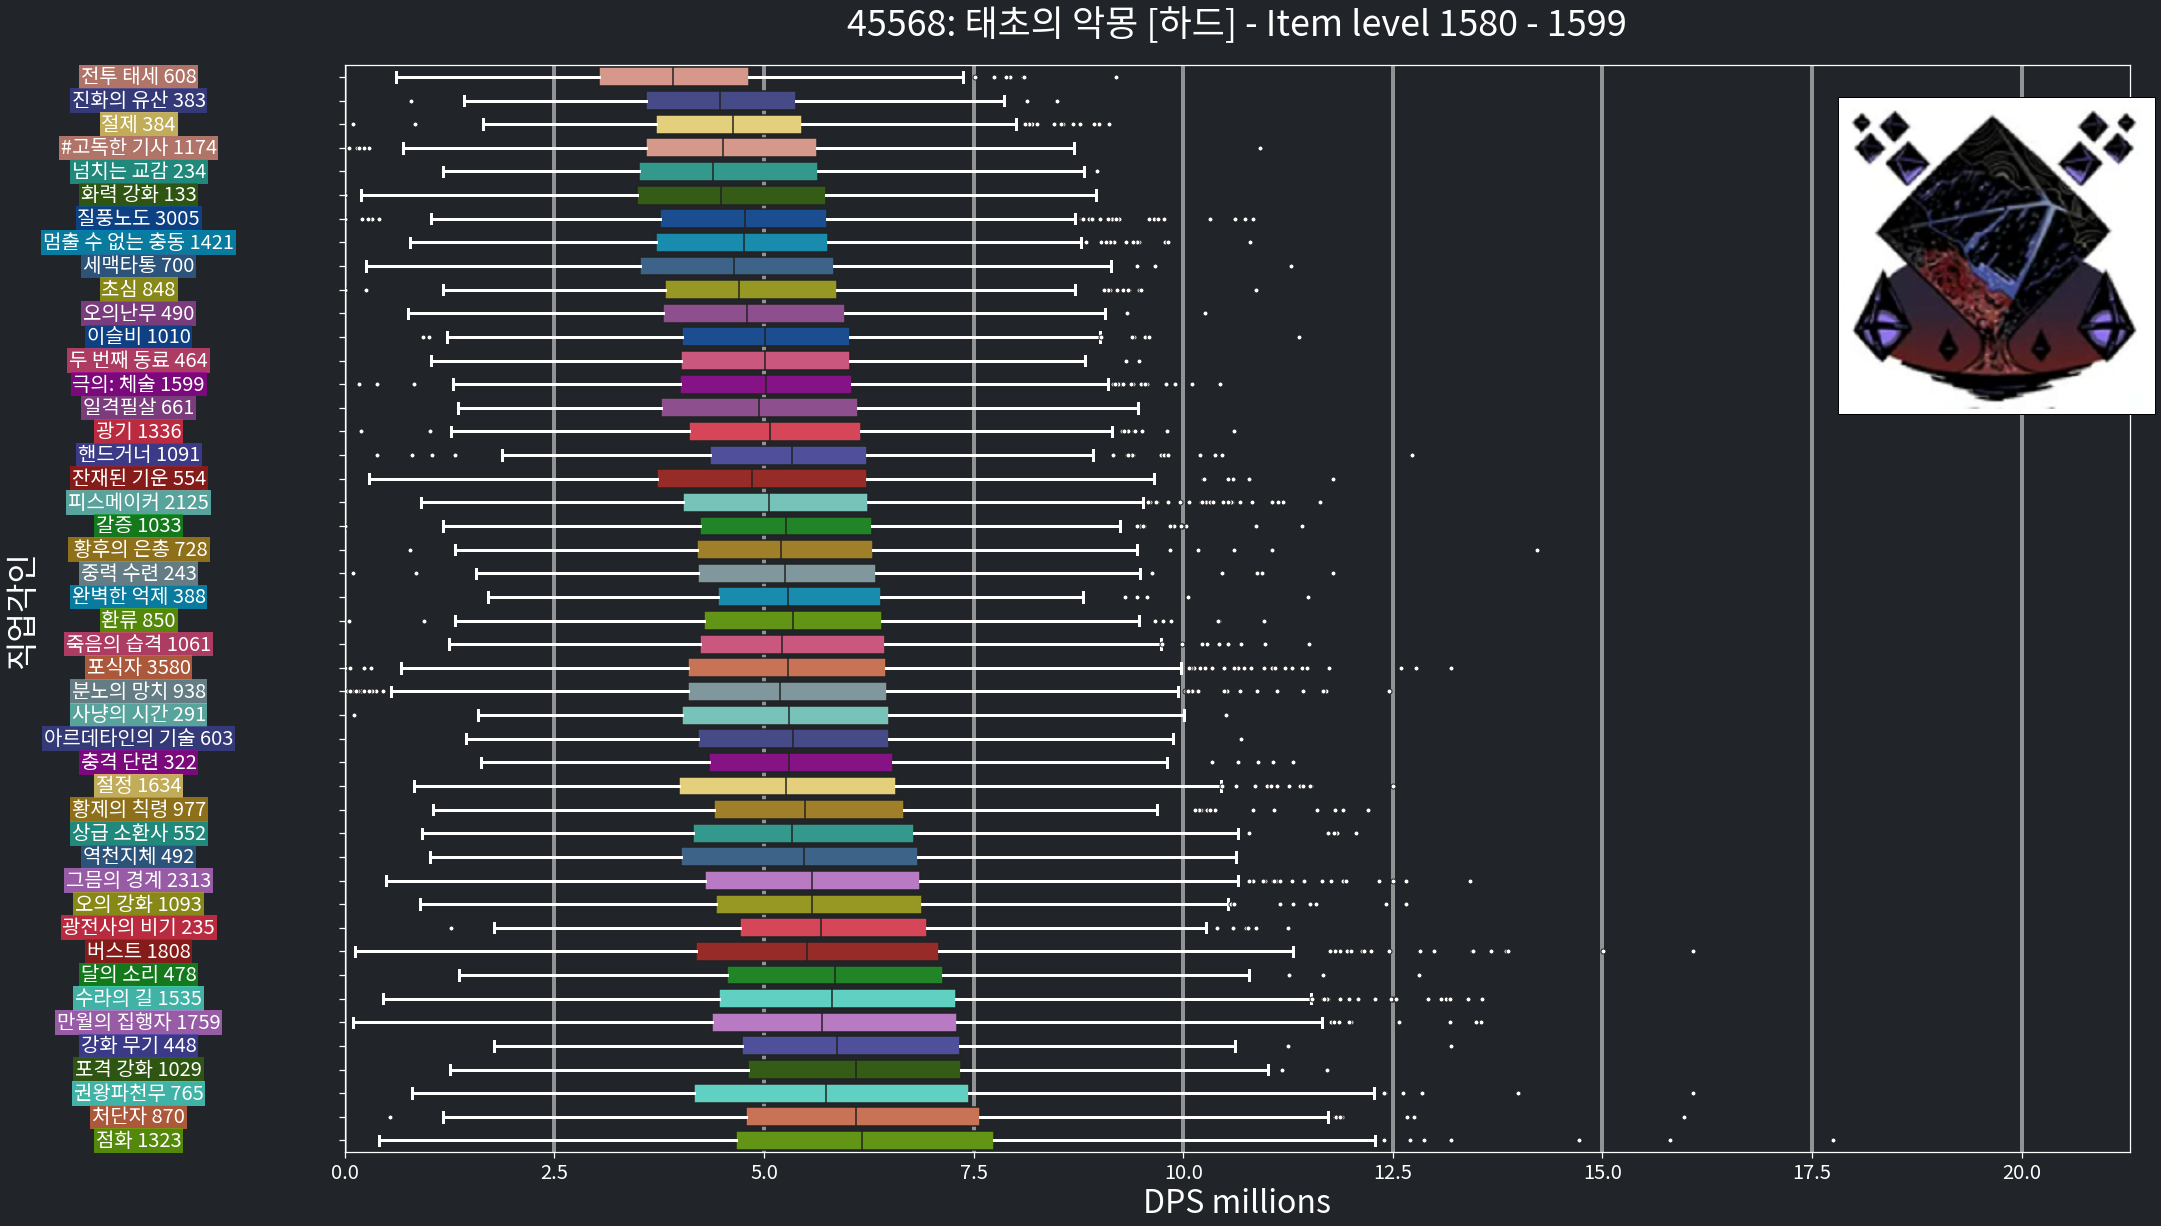 45568: 태초의 악몽 [하드] - Item level 1580 - 1599
전투 태세 608
진화의 유산 383
절제 384
#고독한 기사 1174
넘치는 교감 234
화력 강화 133
질풍노도 3005
멈출 수 없는 충동 1421
세맥타통 700
초심 848
오의난무 490
이슬비 1010
두 번째 동료 464
극의: 체술 1599
일격필살 661
광기 1336
핸드거너 1091
잔재된 기운 554
피스메이커 2125
갈증 1033
황후의 은총 728
중력 수련 243
완벽한 억제 388
환류 850
죽음의 습격 1061
포식자 3580
분노의 망치 938
사냥의 시간 291
아르데타인의 기술 603
충격 단련 322
절정 1634
황제의 칙령 977
상급 소환사 552
역천지체 492
그믐의 경계 2313
오의 강화 1093
광전사의 비기 235
버스트 1808
달의 소리 478
수라의 길 1535
만월의 집행자 1759
강화 무기 448
포격 강화 1029
권왕파천무 765
처단자 870
점화 1323
직업각인
0.0 2.5 5.0 7.5 10.0 12.5 15.0 17.5 20.0
DPS millions